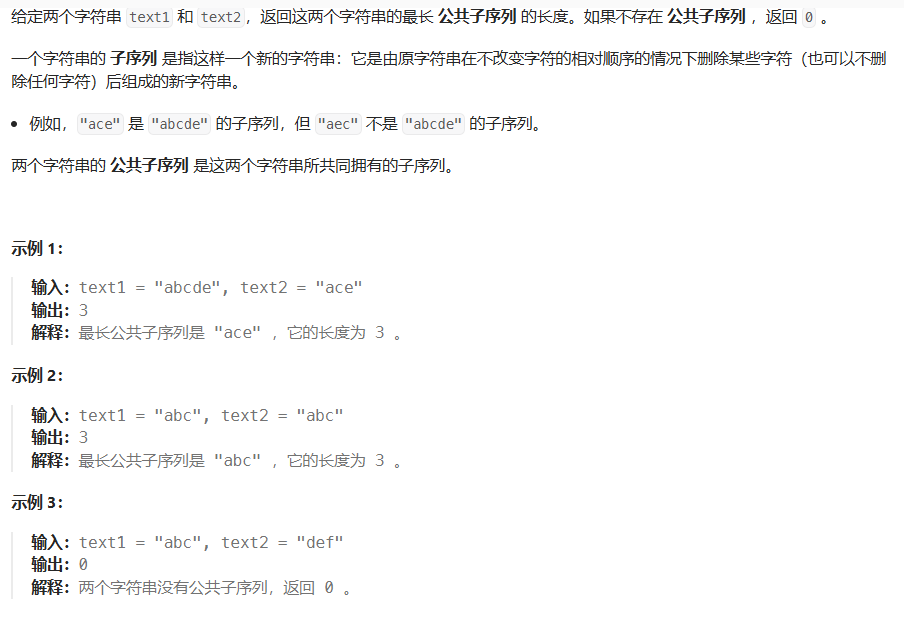 给定两个字符串 text1 和 text2，返回这两个字符串的最长 公共子序列 的长度。如果不存在 公共子序列 ，返回 0 。
一个字符串的 子序列 是指这样一个新的字符串：它是由原字符串在不改变字符的相对顺序的情况下删除某些字符（也可以不删
除任何字符）后组成的新字符串。
• 例如，"ace" 是 "abcde" 的子序列，但 "aec" 不是 "abcde" 的子序列。
两个字符串的 公共子序列 是这两个字符串所共同拥有的子序列。
示例 1：
输入：text1 = "abcde", text2 = "ace"
输出：3
解释：最长公共子序列是 "ace" ，它的长度为 3 。
示例 2：
输入：text1 = "abc", text2 = "abc"
输出：3
解释：最长公共子序列是 "abc" ，它的长度为 3 。
示例 3：
输入：text1 = "abc", text2 = "def"
输出：0
解释：两个字符串没有公共子序列，返回 0 。